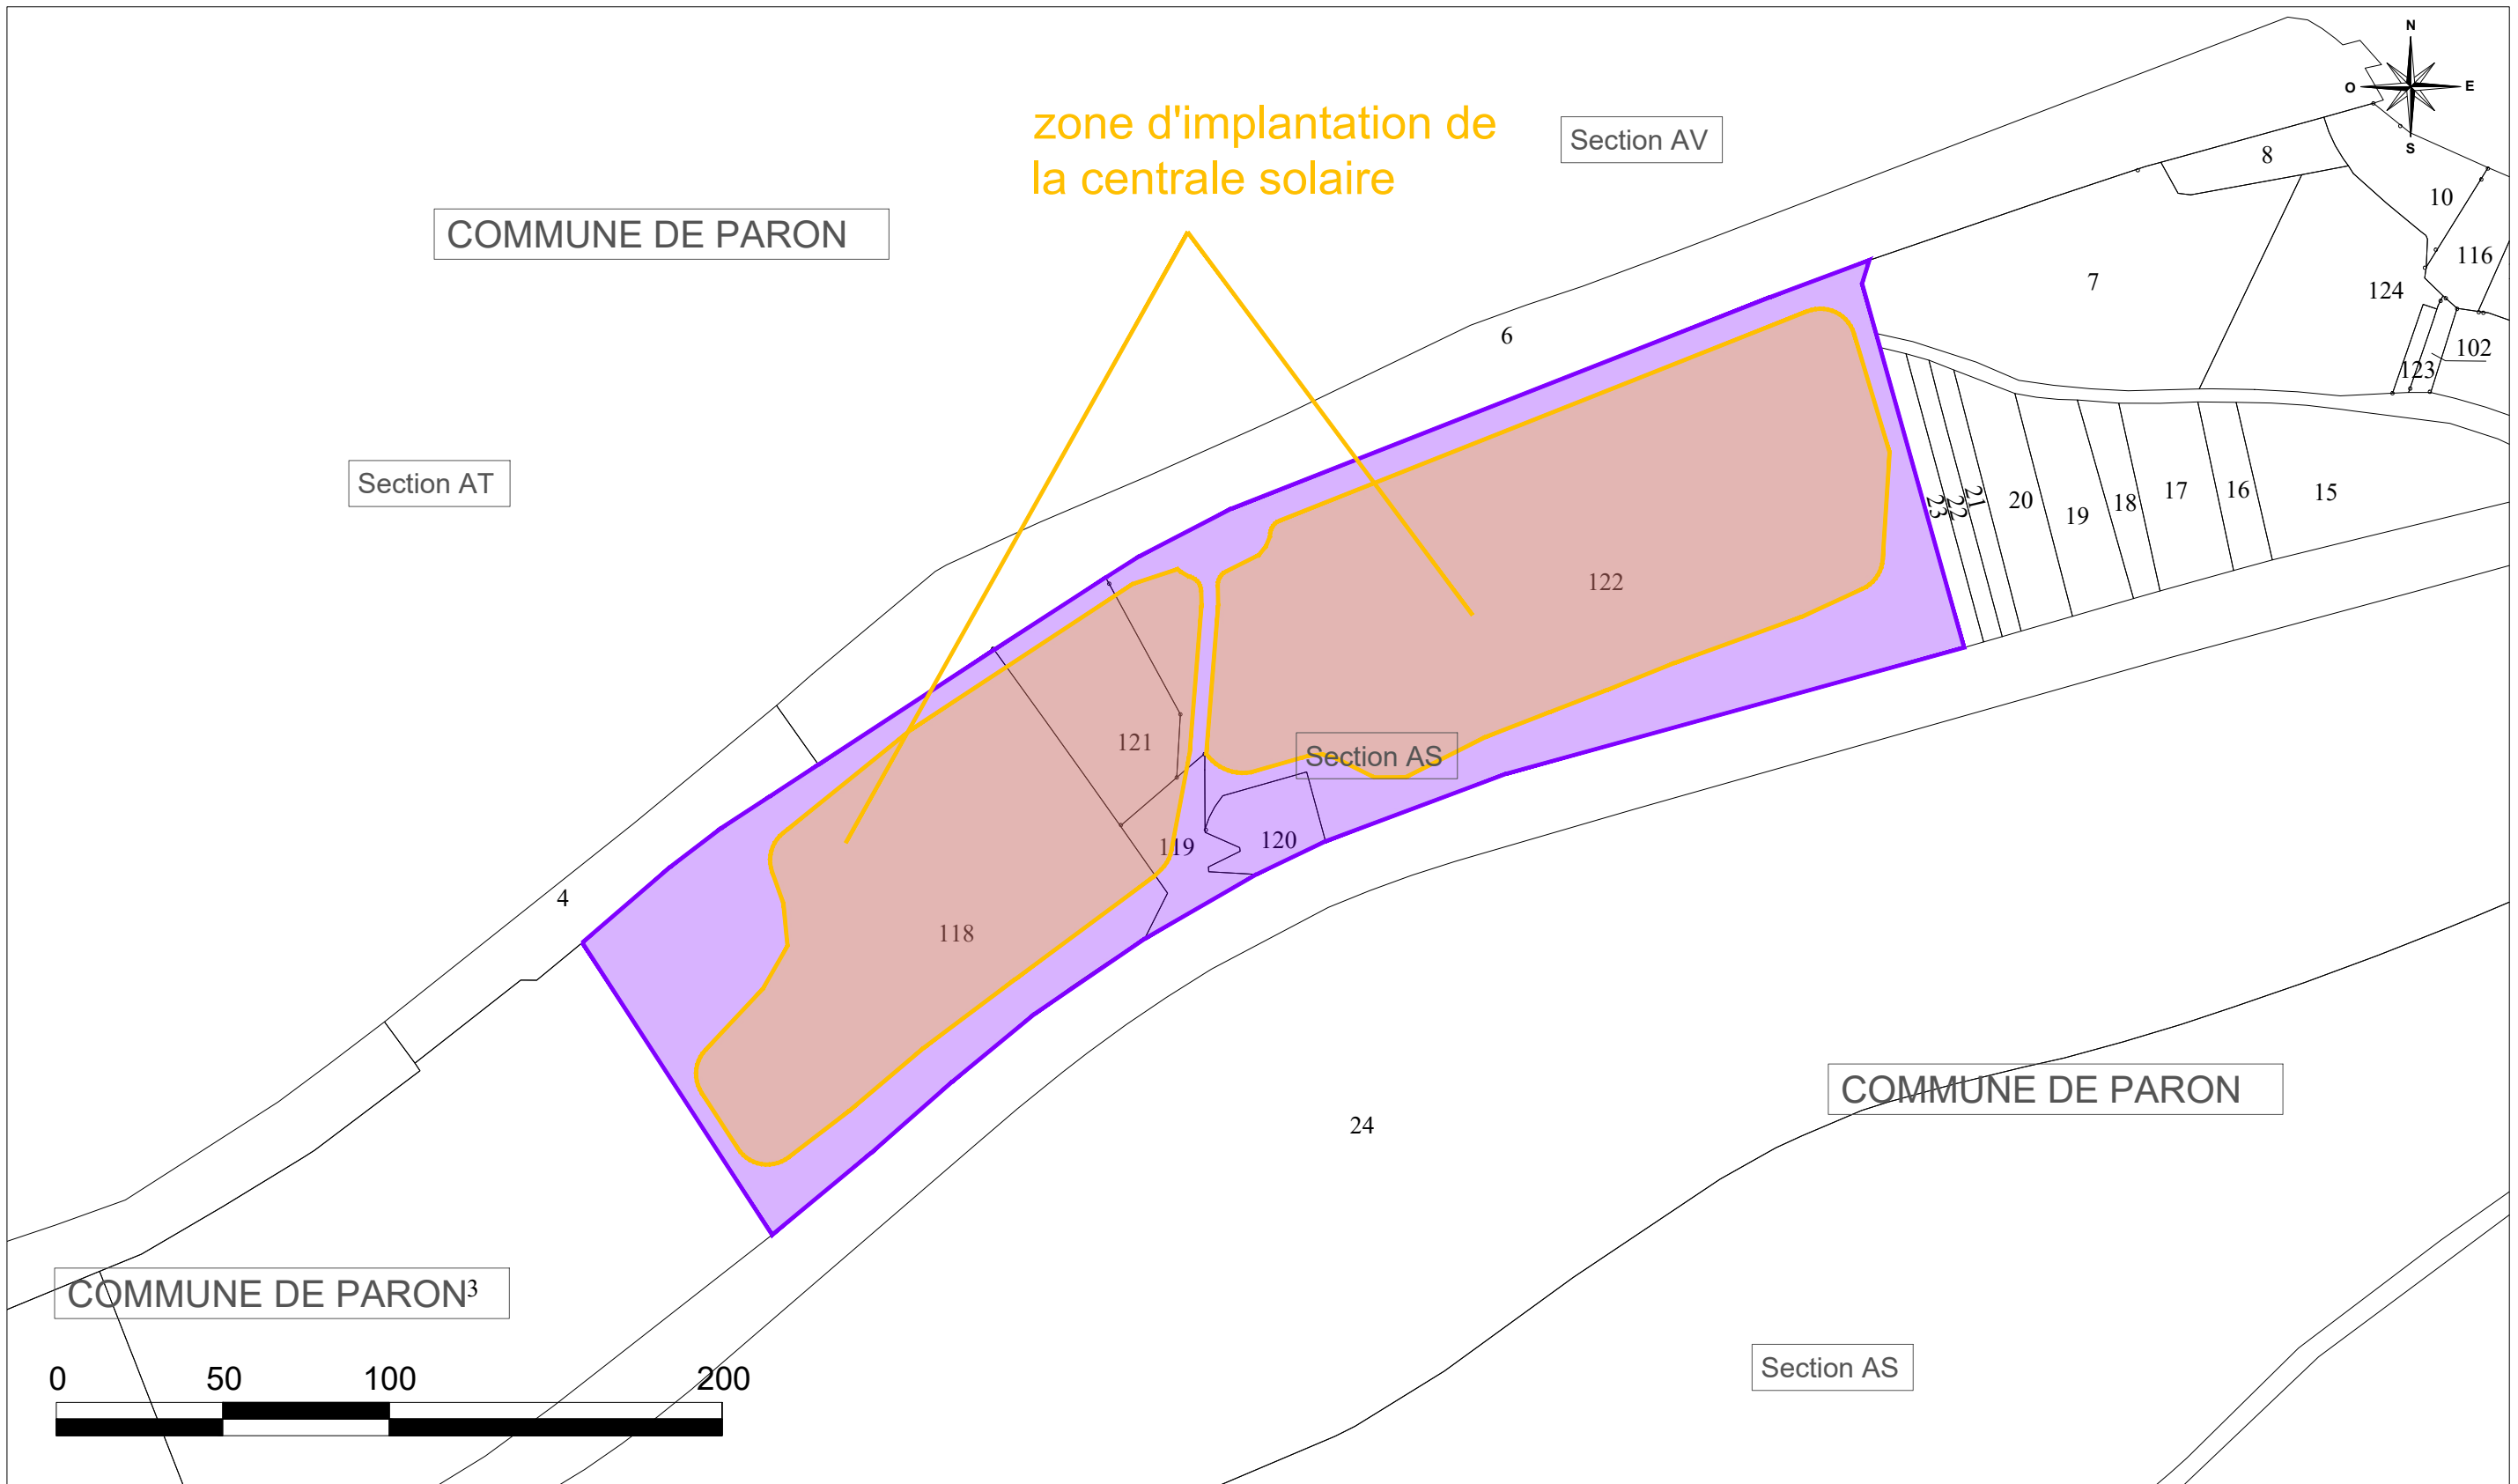 N
O
E
S
zone d'implantation de
la centrale solaire
Section AV
COMMUNE DE PARON
8
10
116
7
124
6
102
123
Section AT
23
22
21
20
19
18
17
16
15
122
121
Section AS
119
120
4
118
24
COMMUNE DE PARON
COMMUNE DE PARON
3
Section AS
0 50 100 200